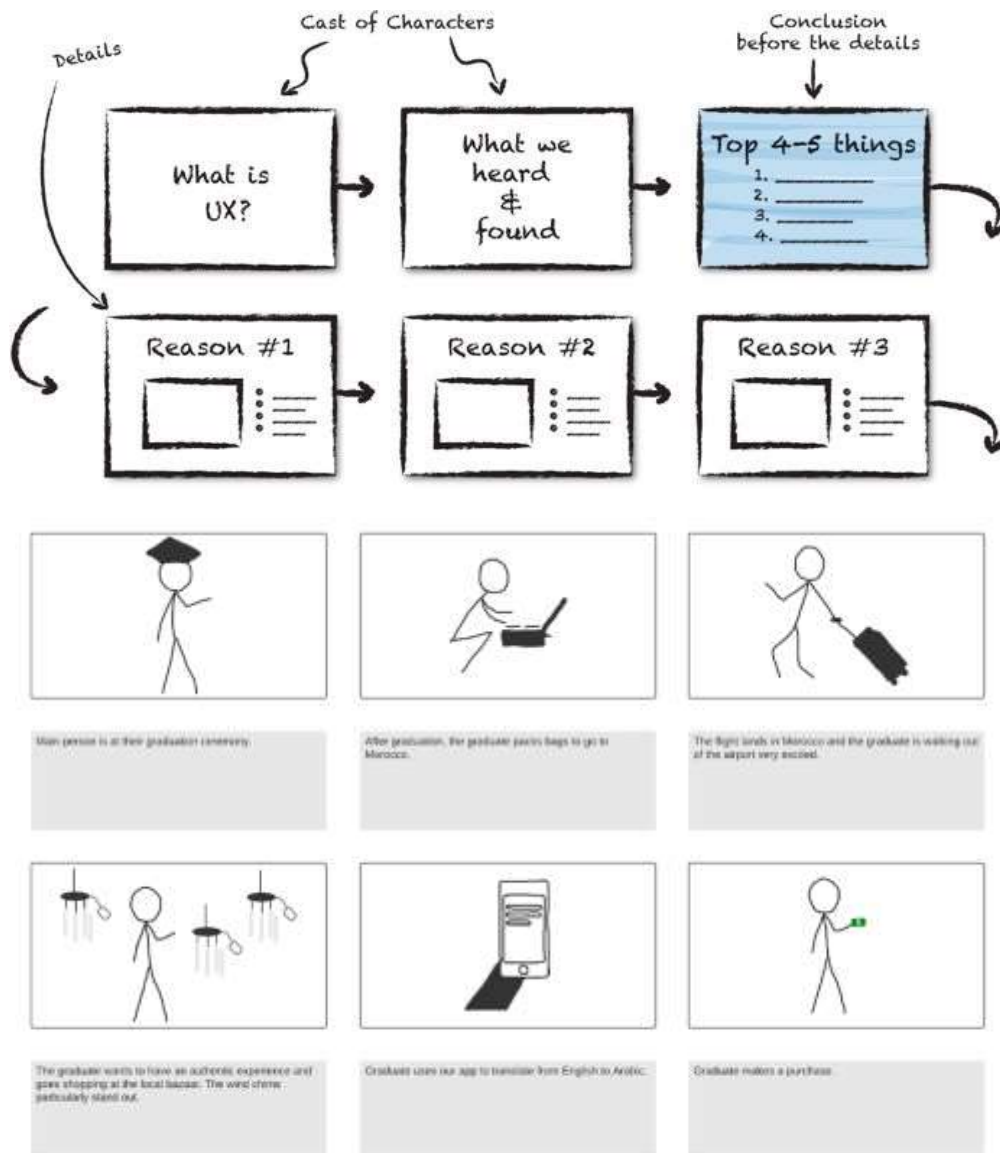 Cast of Characters
Conclusion
before the details
Details
What is
UX?
What we
heard
&
found
Top 4-5 things
1.
2.
3.
4.
Reason #1
Reason #2
Reason #3
Main person is at their graduation ceremony.
After graduation, the graduate packs bags to go to
Morocco.
The flight lands in Morocco and the graduate is walking out
of the airport very excited.
The graduate wants to have an authentic experience and
goes shopping at the local bazaar. The wind chime
particularly stand out.
Graduate uses our app to translate from English to Arabic.
Graduate makes a purchase.